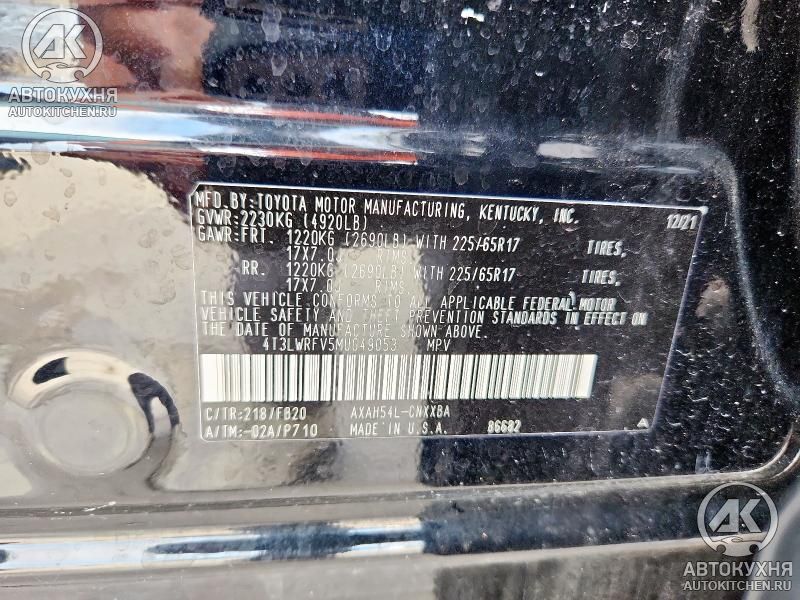 АК
АВТОКУХНЯ
AUTOKITCHEN.RU
MFD. BY: TOYOTA MOTOR MANUFACTURING, KENTUCKY, INC.
GVWR: 2230KG (4920LB) 12/21
GAWR: FRT. 1220KG (2690LB) WITH 225/65R17 TIRES,
17X7.0J RIMS
RR. 1220KG (2690LB) WITH 225/65R17 TIRES,
17X7.0J RIMS
THIS VEHICLE CONFORMS TO ALL APPLICABLE FEDERAL MOTOR
VEHICLE SAFETY AND THEFT PREVENTION STANDARDS IN EFFECT ON
THE DATE OF MANUFACTURE SHOWN ABOVE.
4T3LWRFV5MU049053 MPV
C/TR: 218/FB20 AXAH54L-CNXXBA
A/TM: -02A/P710 MADE IN U.S.A. 86682 A
АК
АВТОКУХНЯ
AUTOKITCHEN.RU